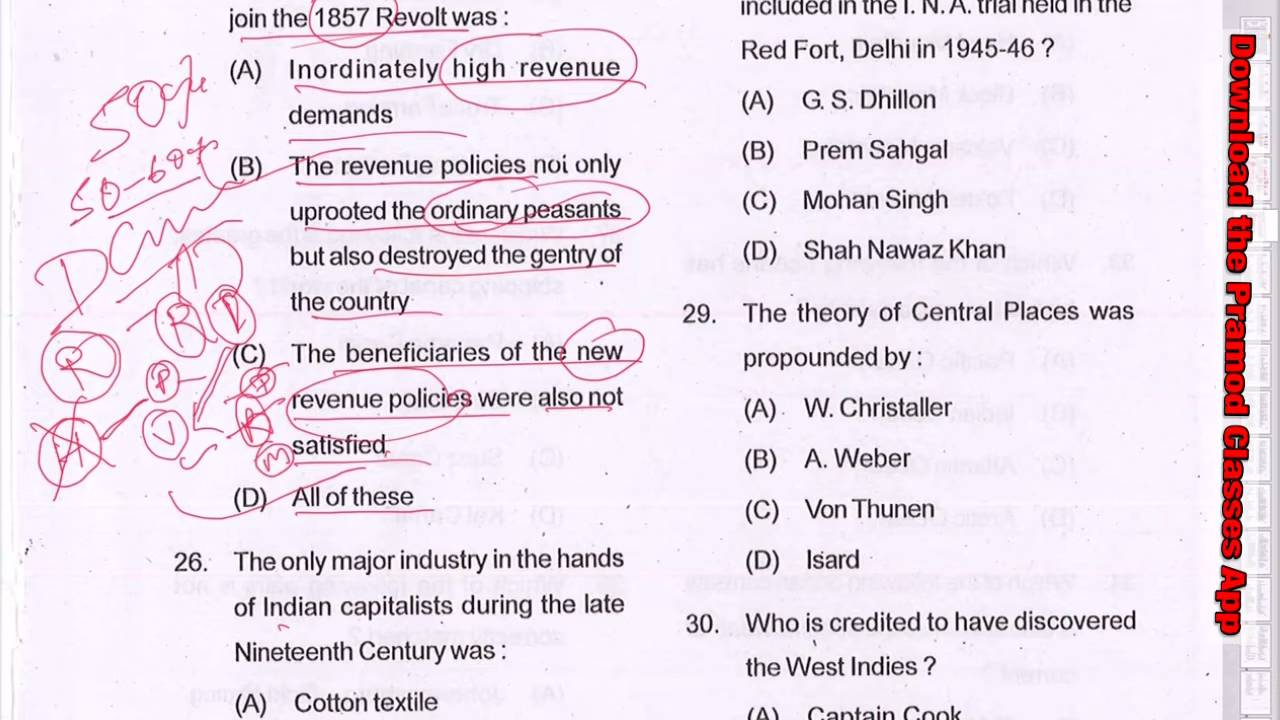 join the 1857 Revolt was :
(A) Inordinately high revenue
demands
(B) The revenue policies not only
uprooted the ordinary peasants
but also destroyed the gentry of
the country
(C) The beneficiaries of the new
revenue policies were also not
satisfied
(D) All of these
26. The only major industry in the hands
of Indian capitalists during the late
Nineteenth Century was :
(A) Cotton textile
included in the I. N. A. trial held in the
Red Fort, Delhi in 1945-46 ?
(A) G. S. Dhillon
(B) Prem Sahgal
(C) Mohan Singh
(D) Shah Nawaz Khan
29. The theory of Central Places was
propounded by :
(A) W. Christaller
(B) A. Weber
(C) Von Thunen
(D) Isard
30. Who is credited to have discovered
the West Indies ?
(A) Captain Cook
50-60%
R
R
P
V
R
M
Download the Pramod Classes App